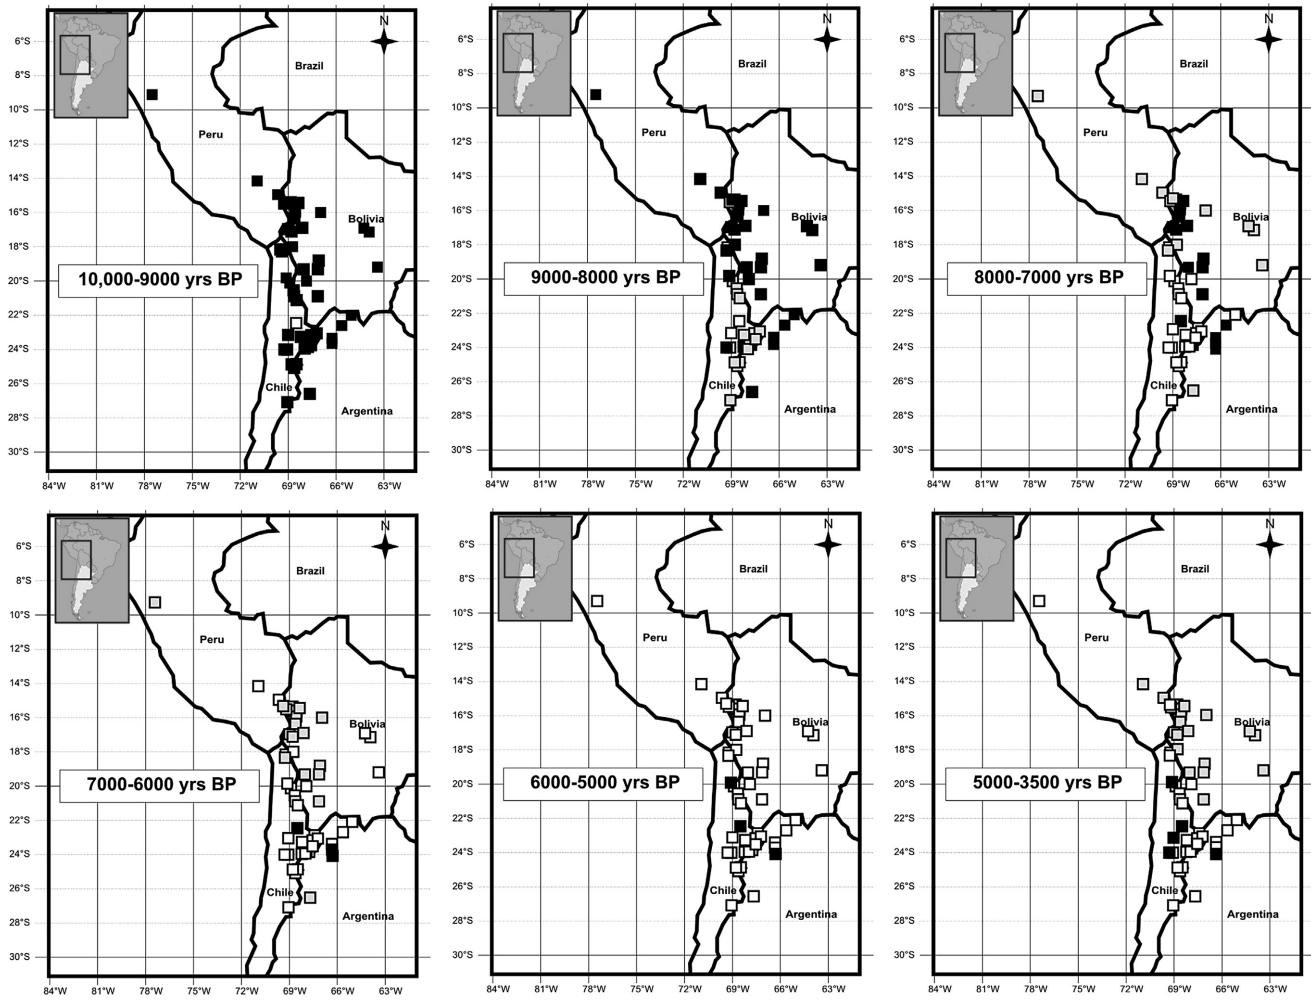 N
6°S
Brazil
8°S
10°S
Peru
12°S
14°S
16°S
Bolivia
18°S
20°S 10,000-9000 yrs BP
22°S
24°S
26°S Chile
Argentina
28°S
30°S
84°W 81°W 78°W 75°W 72°W 69°W 66°W 63°W
N
6°S
Brazil
8°S
10°S
Peru
12°S
14°S
16°S
Bolivia
18°S
20°S 9000-8000 yrs BP
22°S
24°S
26°S Chile
Argentina
28°S
30°S
84°W 81°W 78°W 75°W 72°W 69°W 66°W 63°W
N
6°S
Brazil
8°S
10°S
Peru
12°S
14°S
16°S
Bolivia
18°S
20°S 8000-7000 yrs BP
22°S
24°S
26°S Chile
Argentina
28°S
30°S
84°W 81°W 78°W 75°W 72°W 69°W 66°W 63°W
N
6°S
Brazil
8°S
10°S
Peru
12°S
14°S
16°S
Bolivia
18°S
20°S 7000-6000 yrs BP
22°S
24°S
26°S Chile
Argentina
28°S
30°S
84°W 81°W 78°W 75°W 72°W 69°W 66°W 63°W
N
6°S
Brazil
8°S
10°S
Peru
12°S
14°S
16°S
Bolivia
18°S
20°S 6000-5000 yrs BP
22°S
24°S
26°S Chile
Argentina
28°S
30°S
84°W 81°W 78°W 75°W 72°W 69°W 66°W 63°W
N
6°S
Brazil
8°S
10°S
Peru
12°S
14°S
16°S
Bolivia
18°S
20°S 5000-3500 yrs BP
22°S
24°S
26°S Chile
Argentina
28°S
30°S
84°W 81°W 78°W 75°W 72°W 69°W 66°W 63°W